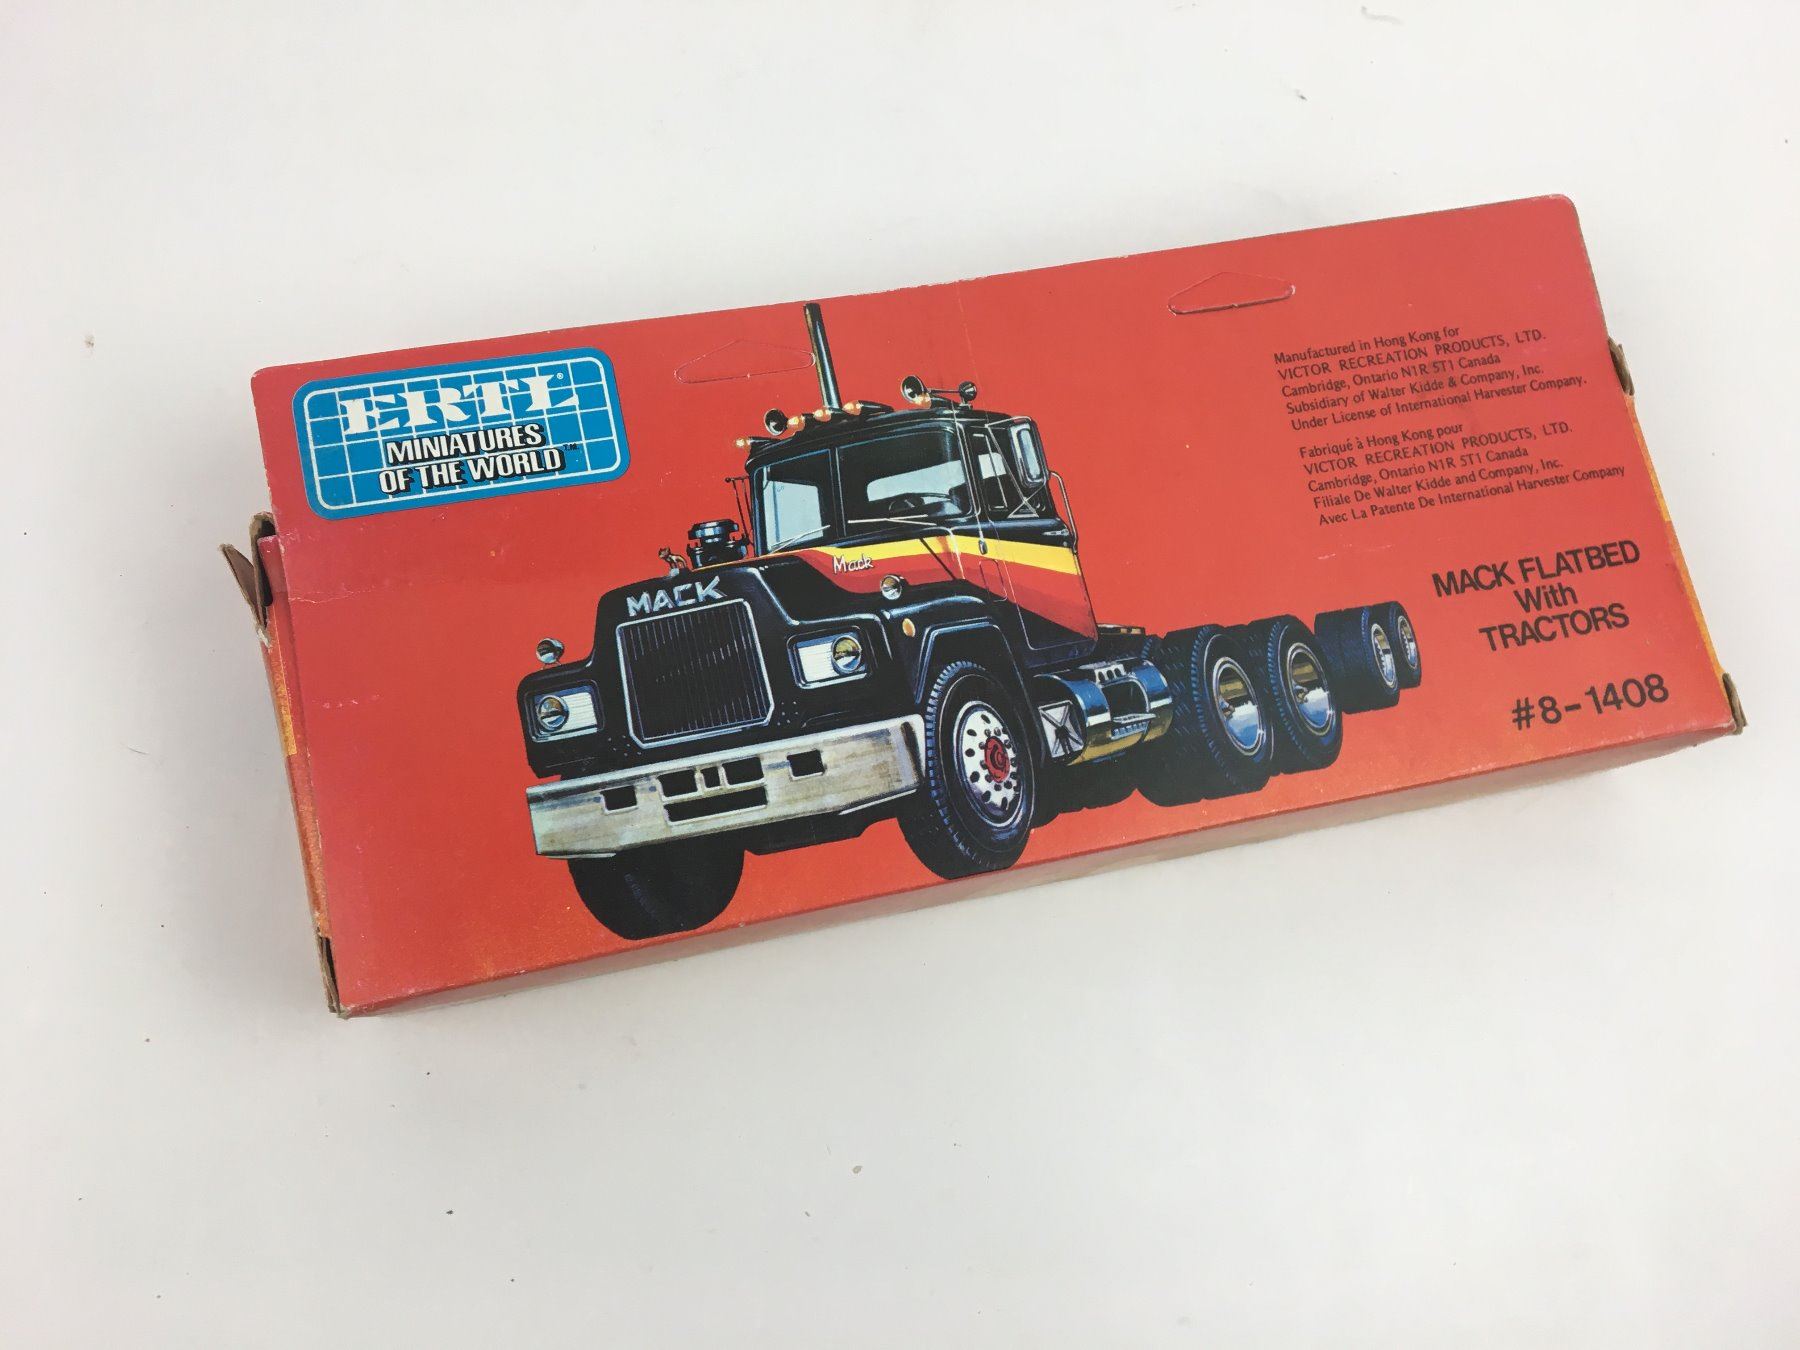 ERTL®
MINIATURES
OF THE WORLD™
MACK
Mack
Manufactured in Hong Kong for
VICTOR RECREATION PRODUCTS, LTD.
Cambridge, Ontario N1R 5T1 Canada
Subsidiary of Walter Kidde & Company, Inc.
Under License of International Harvester Company.
Fabriqué à Hong Kong pour
VICTOR RECREATION PRODUCTS, LTD.
Cambridge, Ontario N1R 5T1 Canada
Filiale De Walter Kidde and Company, Inc.
Avec La Patente De International Harvester Company
MACK FLATBED
With
TRACTORS
#8-1408